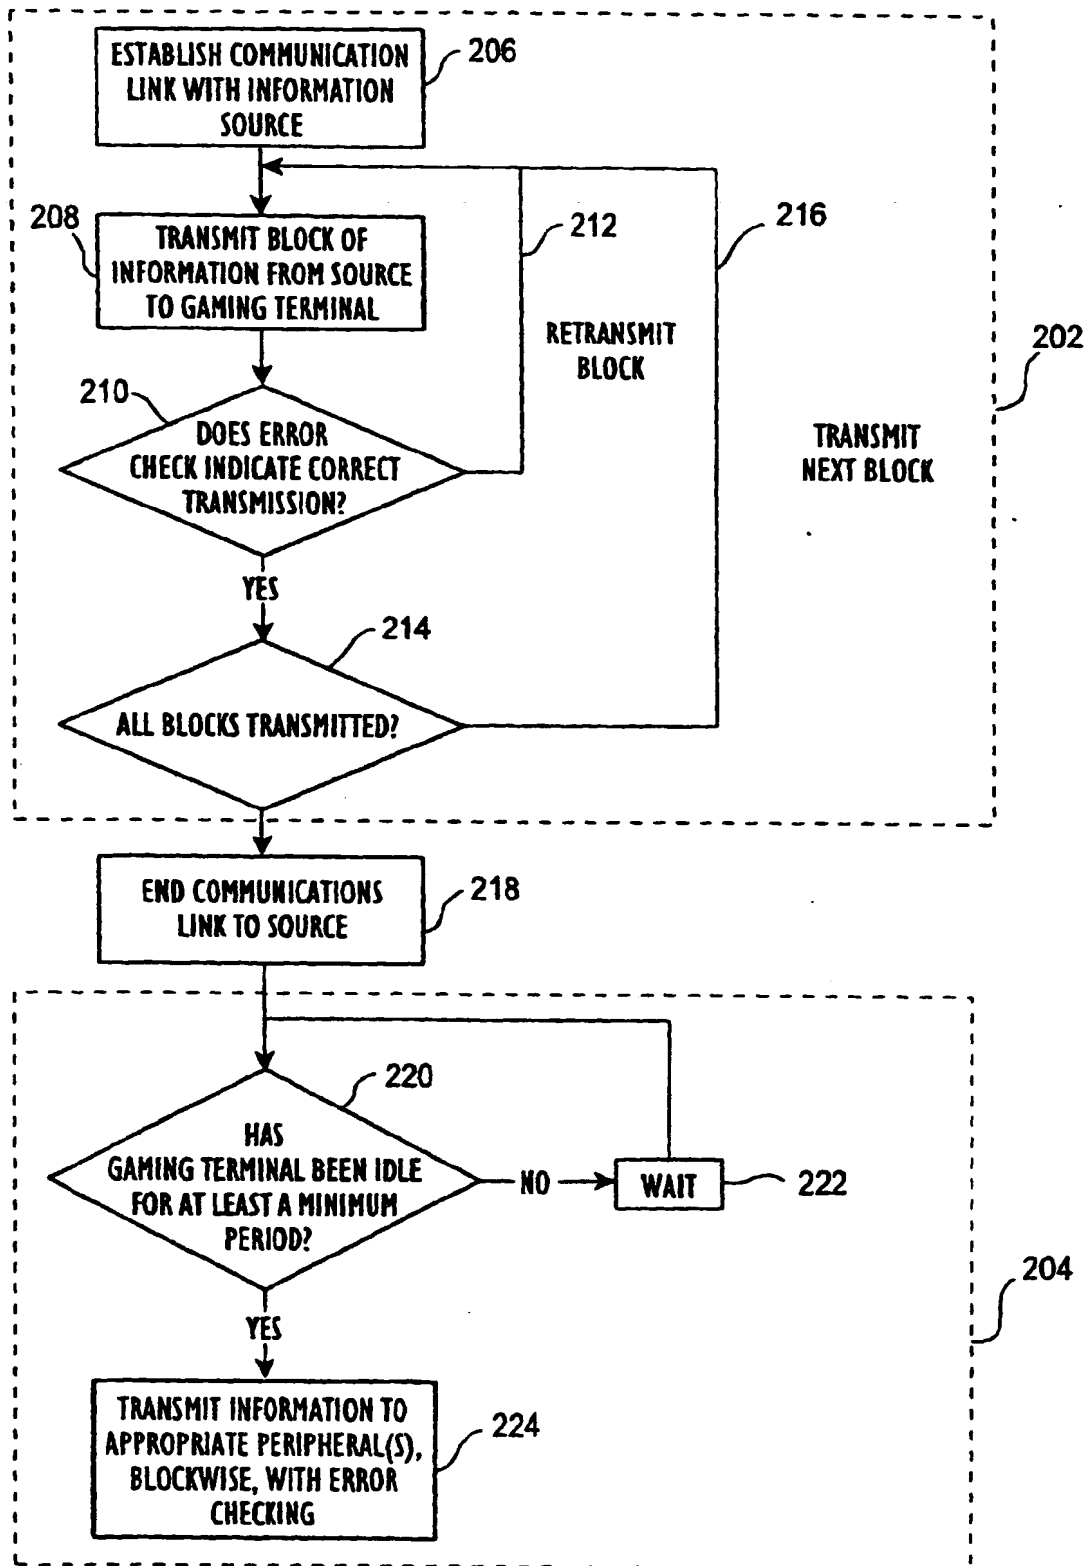 ESTABLISH COMMUNICATION
LINK WITH INFORMATION
SOURCE
206
208
TRANSMIT BLOCK OF
INFORMATION FROM SOURCE
TO GAMING TERMINAL
212
216
RETRANSMIT
BLOCK
202
210
DOES ERROR
CHECK INDICATE CORRECT
TRANSMISSION?
TRANSMIT
NEXT BLOCK
YES
214
ALL BLOCKS TRANSMITTED?
END COMMUNICATIONS
LINK TO SOURCE
218
220
HAS
GAMING TERMINAL BEEN IDLE
FOR AT LEAST A MINIMUM
PERIOD?
NO
WAIT
222
204
YES
TRANSMIT INFORMATION TO
APPROPRIATE PERIPHERAL(S),
BLOCKWISE, WITH ERROR
CHECKING
224